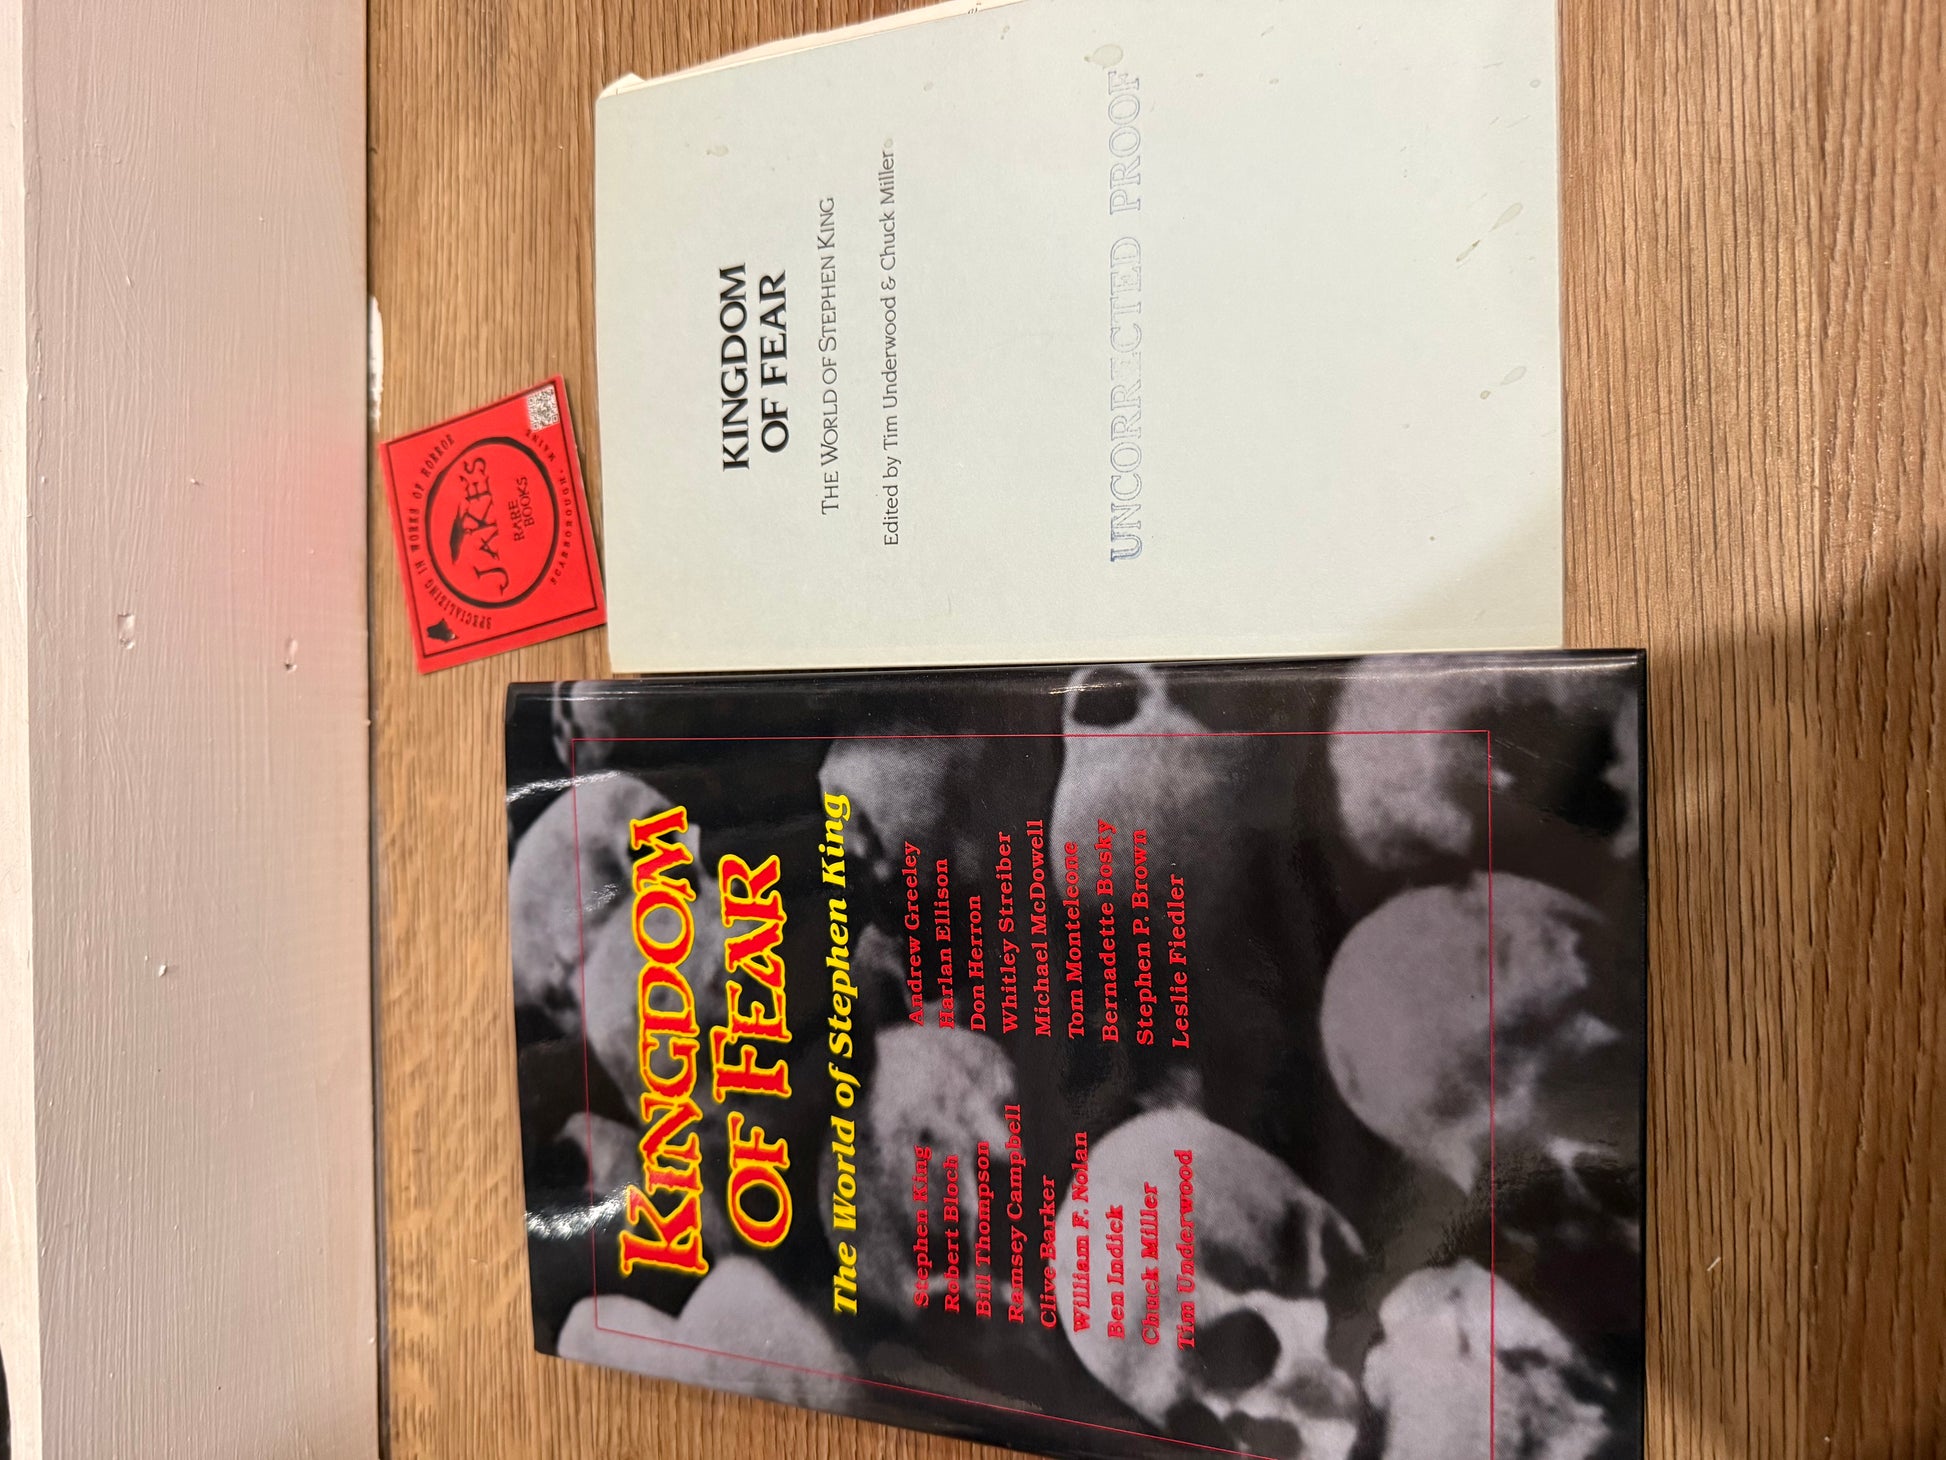 KINGDOM
OF FEAR
The World of Stephen King
Stephen King
Robert Bloch
Bill Thompson
Ramsey Campbell
Clive Barker
William F. Nolan
Ben Indick
Chuck Miller
Tim Underwood
Andrew Greeley
Harlan Ellison
Don Herron
Whitley Streiber
Michael McDowell
Tom Monteleone
Bernadette Bosky
Stephen P. Brown
Leslie Fiedler
KINGDOM
OF FEAR
THE WORLD OF STEPHEN KING
Edited by Tim Underwood & Chuck Miller
UNCORRECTED PROOF
SPECIALIZING IN WORKS OF HORROR
JAKE'S
RARE
BOOKS
SCARBOROUGH, MAINE